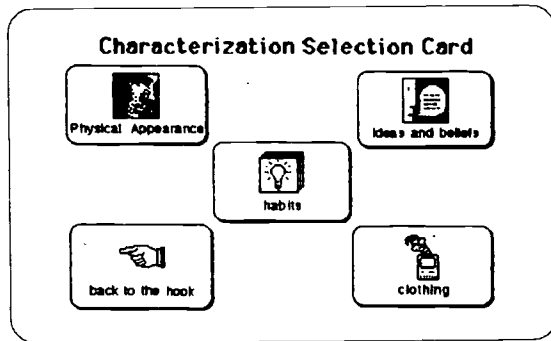 Characterization Selection Card
Physical Appearance
Ideas and beliefs
habits
back to the hook
clothing